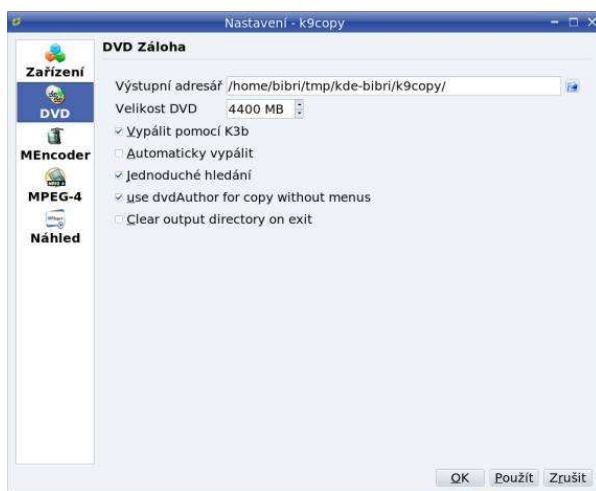 Nastavení - k9copy
Zařízení
DVD
MEncoder
MPEG-4
Náhled
DVD Záloha
Výstupní adresář /home/bibri/tmp/kde-bibri/k9copy/
Velikost DVD 4400 MB
Vypálit pomocí K3b
Automaticky vypálit
Jednoduché hledání
use dvdAuthor for copy without menus
Clear output directory on exit
OK Použít Zrušit